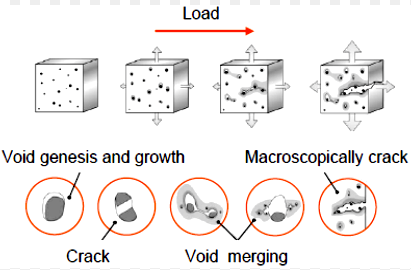 Load
Void genesis and growth
Macroscopically crack
Crack
Void merging